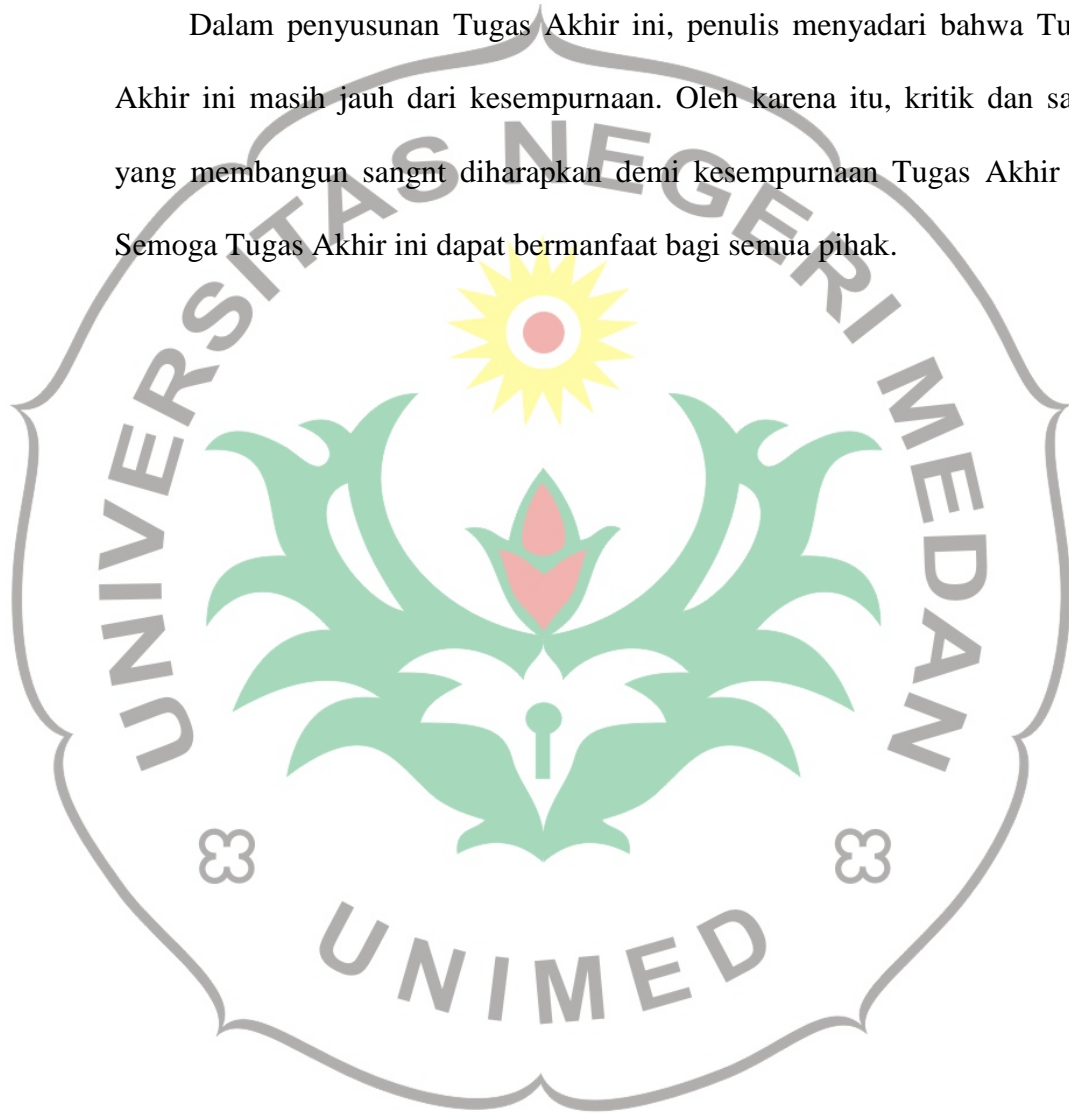 Dalam penyusunan Tugas Akhir ini, penulis menyadari bahwa Tu
Akhir ini masih jauh dari kesempurnaan. Oleh karena itu, kritik dan sa
yang membangun sangnt diharapkan demi kesempurnaan Tugas Akhir
Semoga Tugas Akhir ini dapat bermanfaat bagi semua pihak.
UNIVERSITAS NEGERI MEDAN
UNIMED